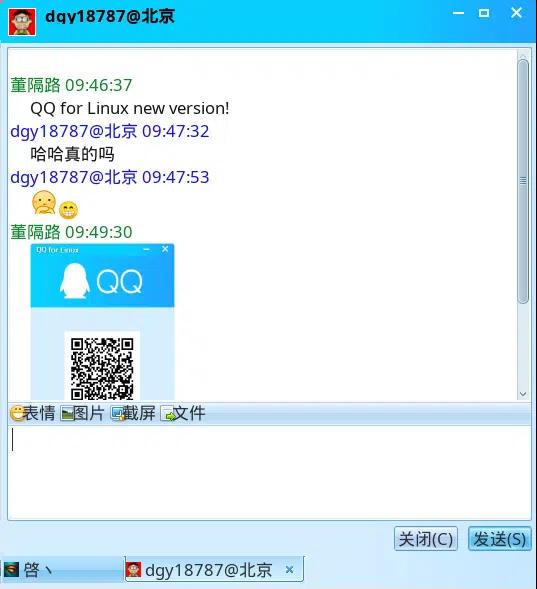 dgy18787@北京
董隔路 09:46:37
QQ for Linux new version!
dgy18787@北京 09:47:32
哈哈真的吗
dgy18787@北京 09:47:53
董隔路 09:49:30
QQ for Linux
QQ
表情 图片 截屏 文件
关闭(C) 发送(S)
啓丶 dgy18787@北京